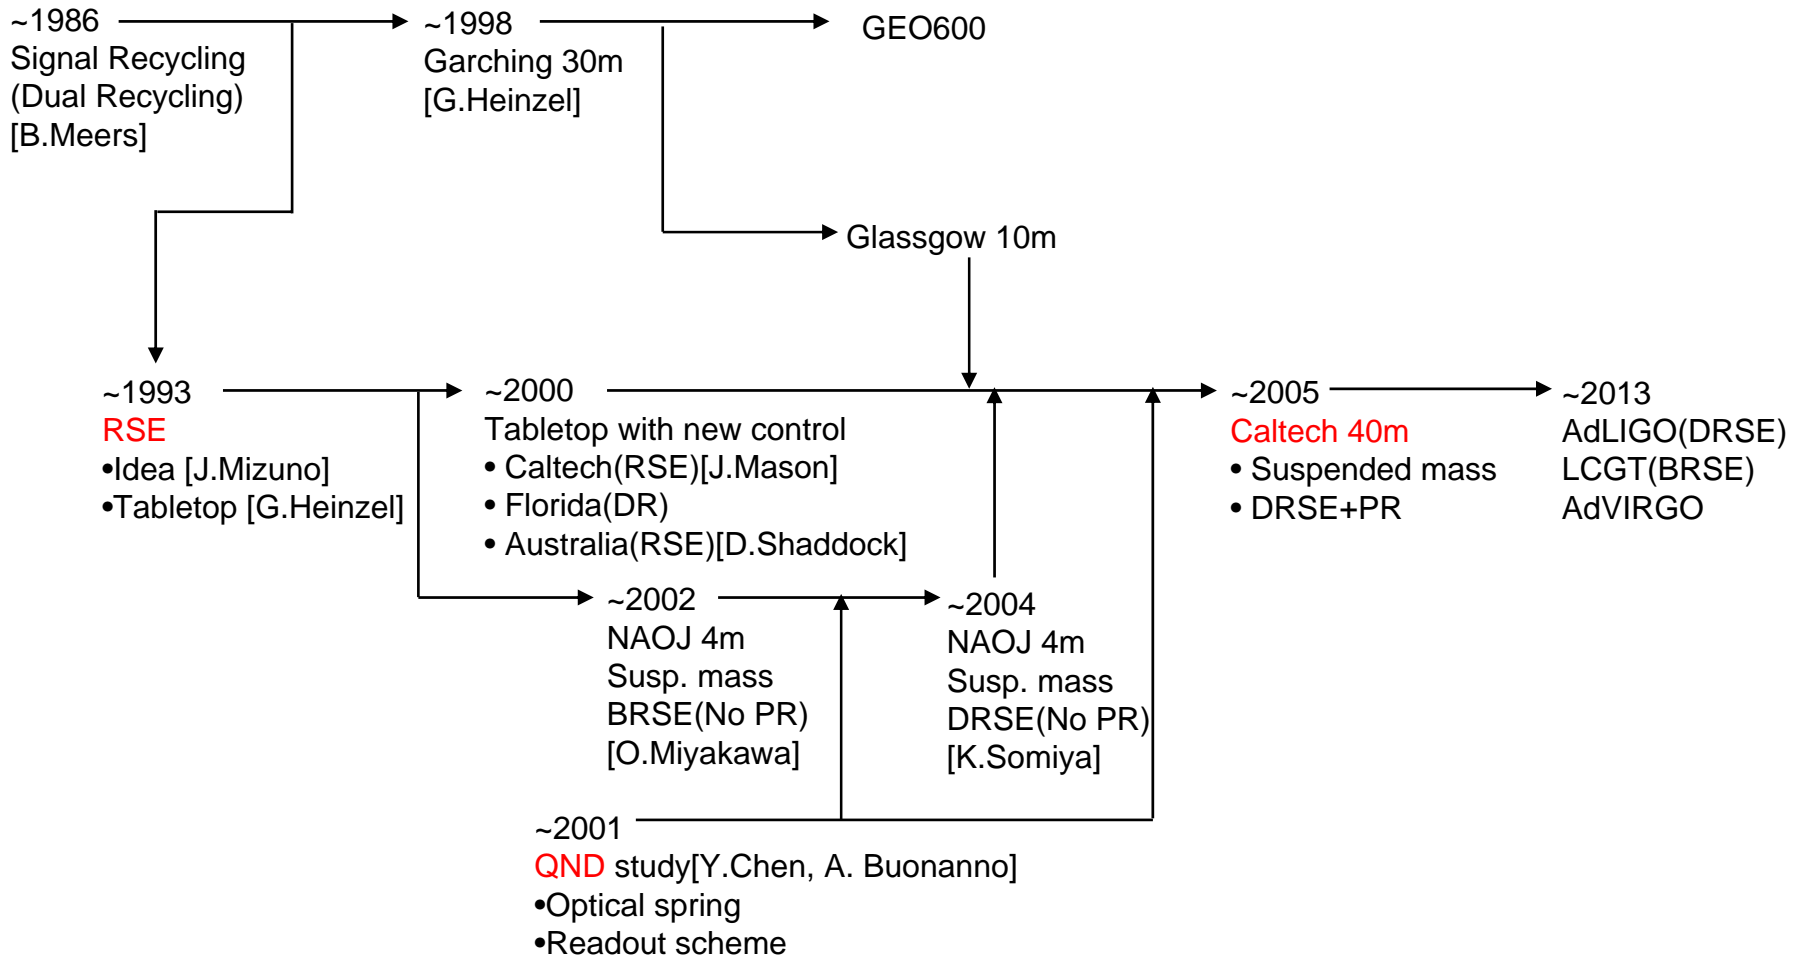 ~1986
Signal Recycling
(Dual Recycling)
[B.Meers]
~1998
Garching 30m
[G.Heinzel]
GEO600
Glassgow 10m
~1993
RSE
•Idea [J.Mizuno]
•Tabletop [G.Heinzel]
~2000
Tabletop with new control
• Caltech(RSE)[J.Mason]
• Florida(DR)
• Australia(RSE)[D.Shaddock]
~2005
Caltech 40m
• Suspended mass
• DRSE+PR
~2013
AdLIGO(DRSE)
LCGT(BRSE)
AdVIRGO
~2002
NAOJ 4m
Susp. mass
BRSE(No PR)
[O.Miyakawa]
~2004
NAOJ 4m
Susp. mass
DRSE(No PR)
[K.Somiya]
~2001
QND study[Y.Chen, A. Buonanno]
•Optical spring
•Readout scheme